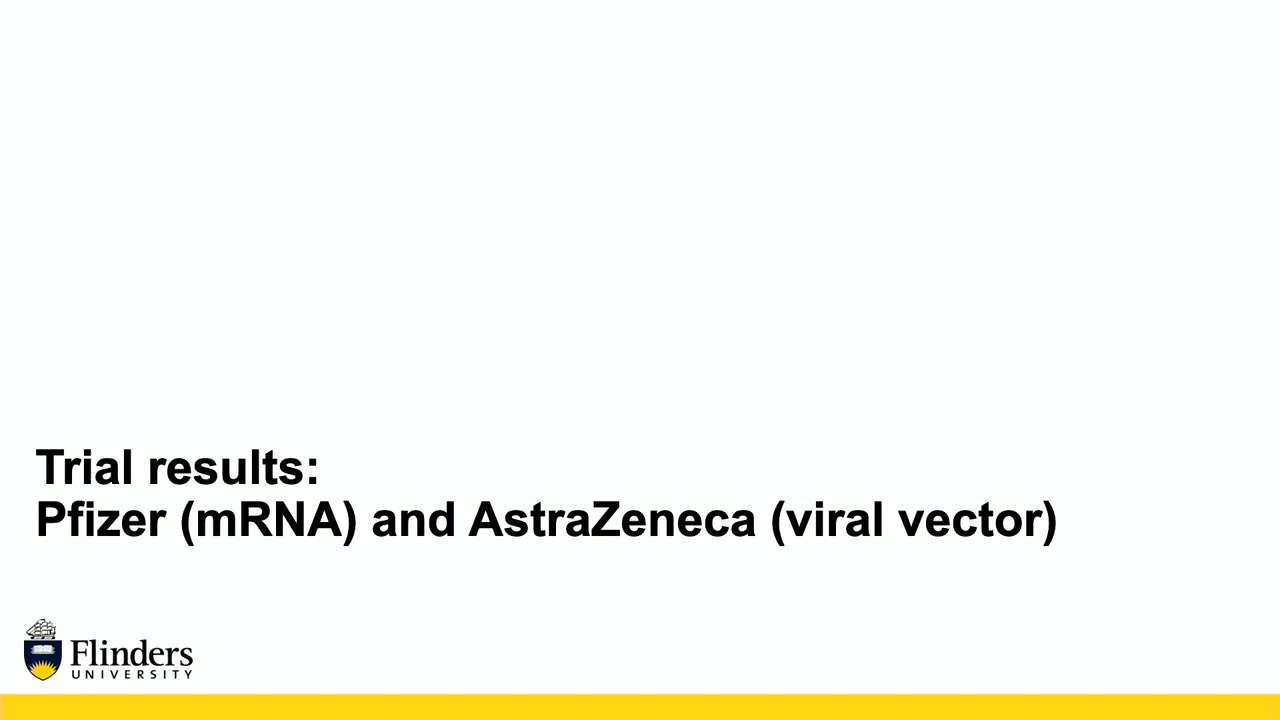 Trial results:
Pfizer (mRNA) and AstraZeneca (viral vector)
Flinders
UNIVERSITY